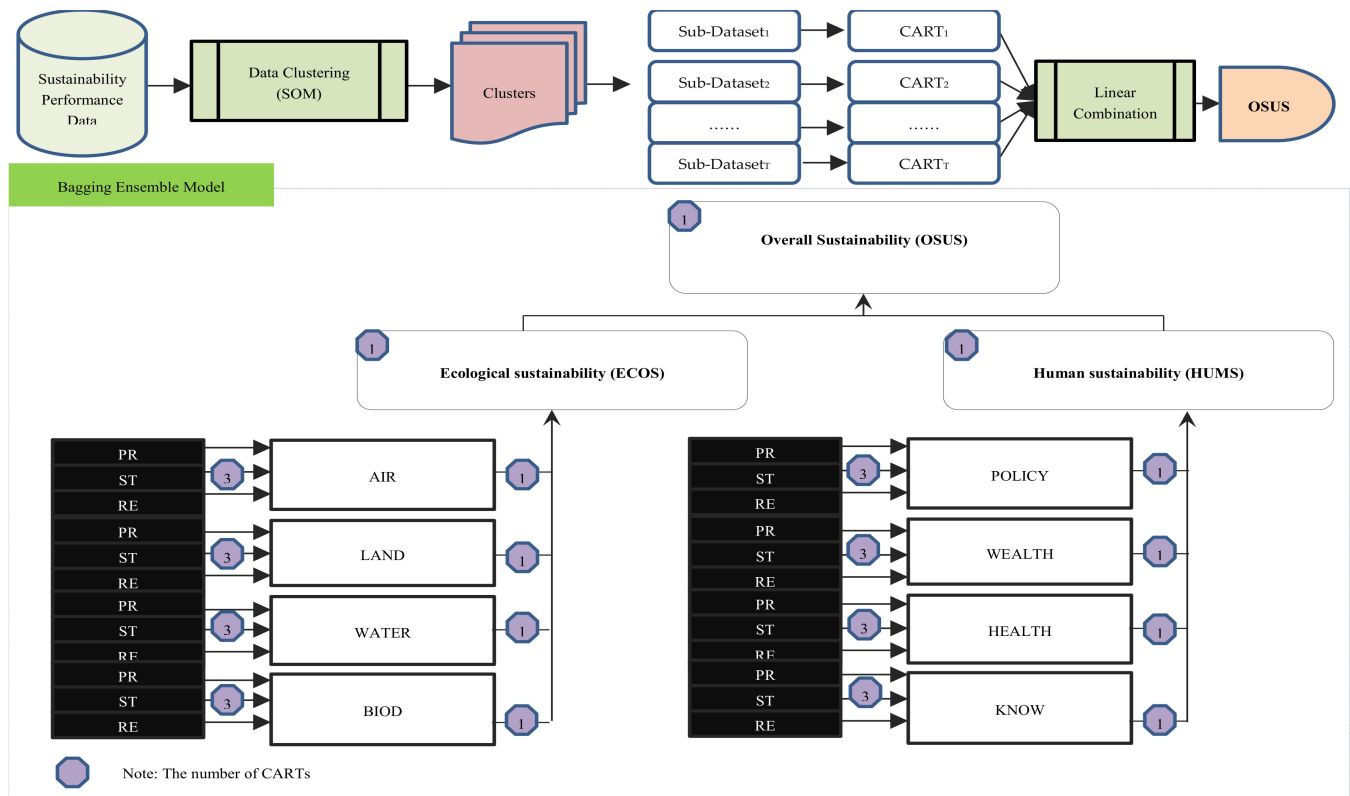 Sustainability
Performance
Data
Data Clustering
(SOM)
Clusters
Sub-Dataset1
CART1
Sub-Dataset2
CART2
......
......
Sub-DatasetT
CARTT
Linear
Combination
OSUS
Bagging Ensemble Model
1
Overall Sustainability (OSUS)
1
Ecological sustainability (ECOS)
1
Human sustainability (HUMS)
PR
ST
RE
3
AIR
1
PR
ST
RE
3
LAND
1
PR
ST
RE
3
WATER
1
PR
ST
RE
3
BIOD
1
PR
ST
RE
3
POLICY
1
PR
ST
RE
3
WEALTH
1
PR
ST
RE
3
HEALTH
1
PR
ST
RE
3
KNOW
1
Note: The number of CARTs